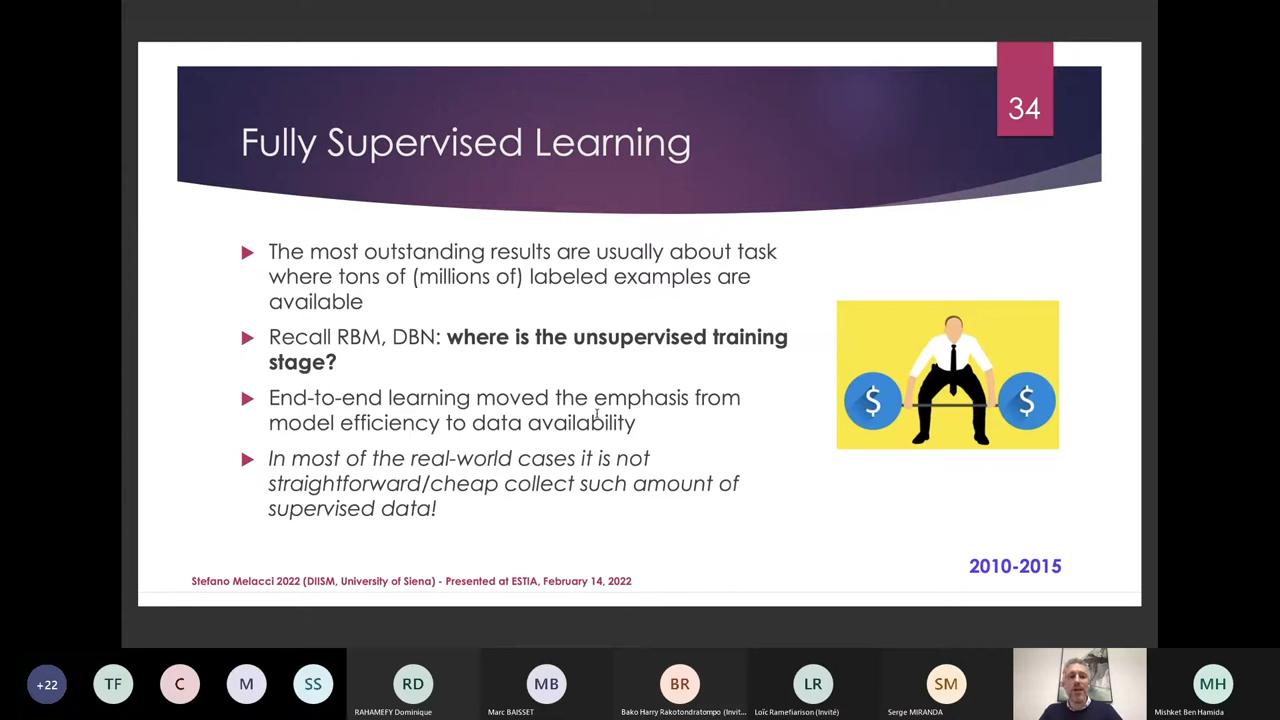 34
Fully Supervised Learning
The most outstanding results are usually about task
where tons of (millions of) labeled examples are
available
Recall RBM, DBN: where is the unsupervised training
stage?
End-to-end learning moved the emphasis from
model efficiency to data availability
In most of the real-world cases it is not
straightforward/cheap collect such amount of
supervised data!
$ $
2010-2015
Stefano Melacci 2022 (DIISM, University of Siena) - Presented at ESTIA, February 14, 2022
+22 TF C M SS RD MB BR LR SM MH
RAHAMEFY Dominique Marc BAISSET Bako Harry Rakotondratompo (Invit... Loïc Ramefiarison (Invité) Serge MIRANDA Mishket Ben Hamida